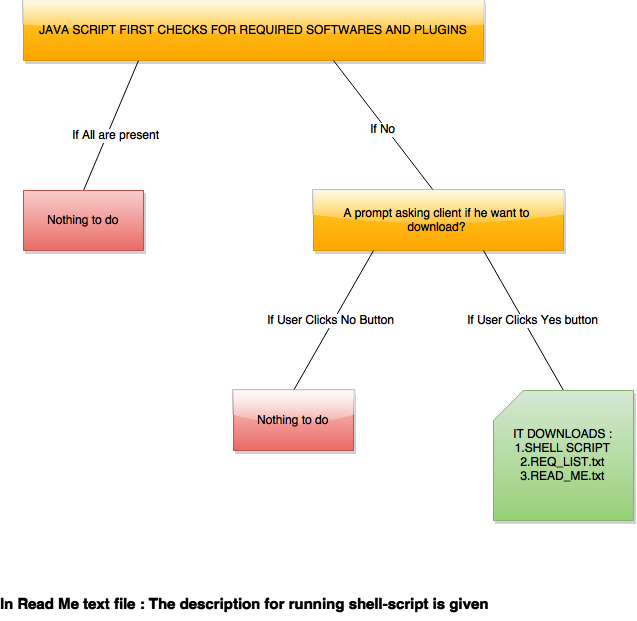 JAVA SCRIPT FIRST CHECKS FOR REQUIRED SOFTWARES AND PLUGINS
If All are present
If No
Nothing to do
A prompt asking client if he want to
download?
If User Clicks No Button
If User Clicks Yes button
Nothing to do
IT DOWNLOADS :
1.SHELL SCRIPT
2.REQ_LIST.txt
3.READ_ME.txt
In Read Me text file : The description for running shell-script is given